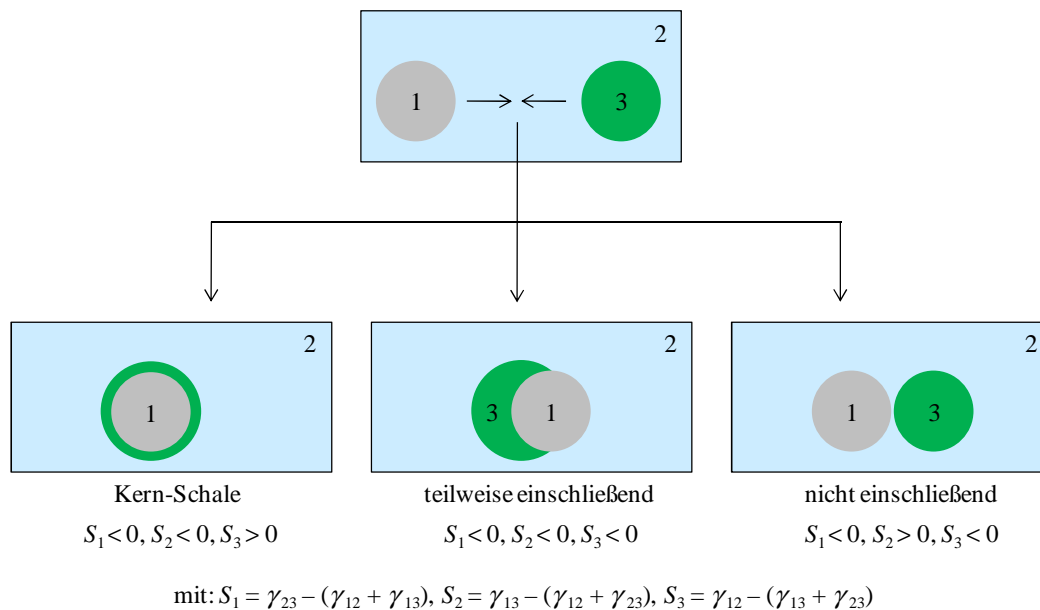 2
1
3
2
2
2
1
3
1
1
3
Kern-Schale
teilweise einschließend
nicht einschließend
S₁ < 0, S₂ < 0, S₃ > 0
S₁ < 0, S₂ < 0, S₃ < 0
S₁ < 0, S₂ > 0, S₃ < 0
mit: S₁ = γ₂₃ – (γ₁₂ + γ₁₃), S₂ = γ₁₃ – (γ₁₂ + γ₂₃), S₃ = γ₁₂ – (γ₁₃ + γ₂₃)